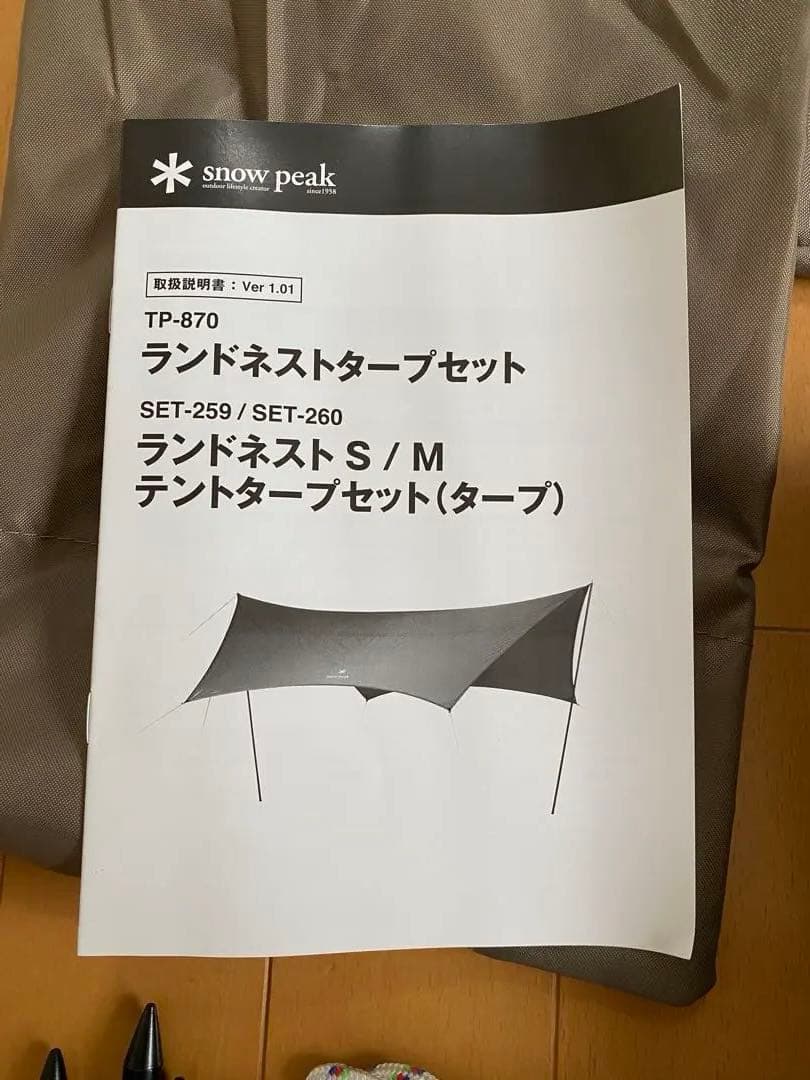 snow peak
outdoor lifestyle creator
since1958
取扱説明書：Ver 1.01
TP-870
ランドネストタープセット
SET-259 / SET-260
ランドネスト S / M
テントタープセット（タープ）